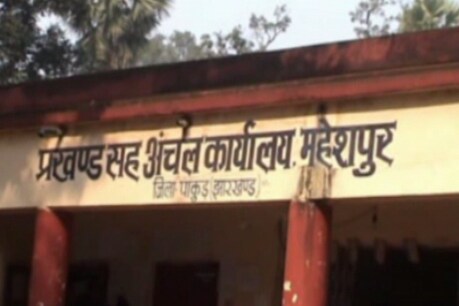 प्रखण्ड सह अंचल कार्यालय, महेशपुर
जिला-पाकुड़ (झारखण्ड)